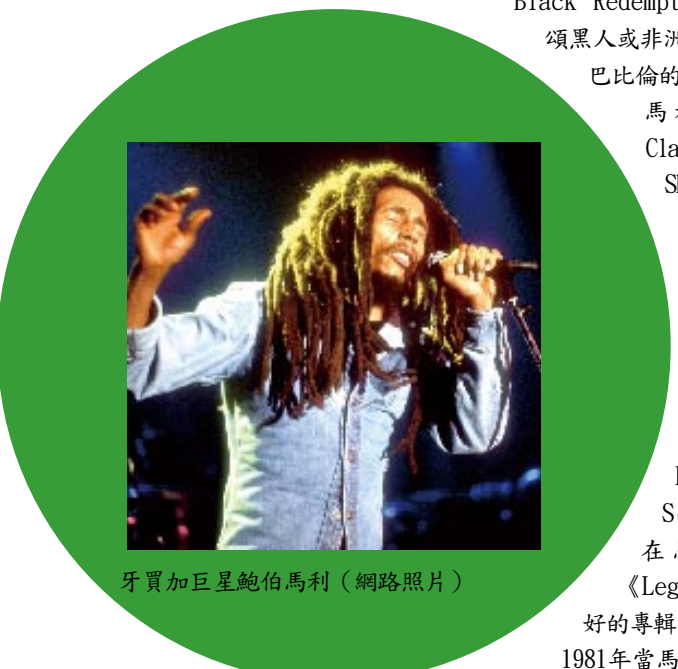 Black Redempt
頌黑人或非洲
巴比倫的
馬
Cla
S
S
在
《Leg
好的專輯
1981年當馬
牙買加巨星鮑伯馬利（網路照片）